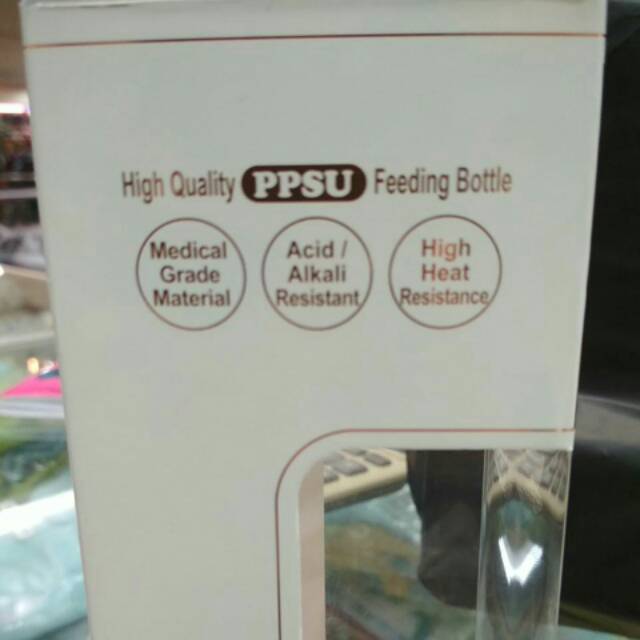 High Quality PPSU Feeding Bottle
Medical
Grade
Material
Acid /
Alkali
Resistant
High
Heat
Resistance